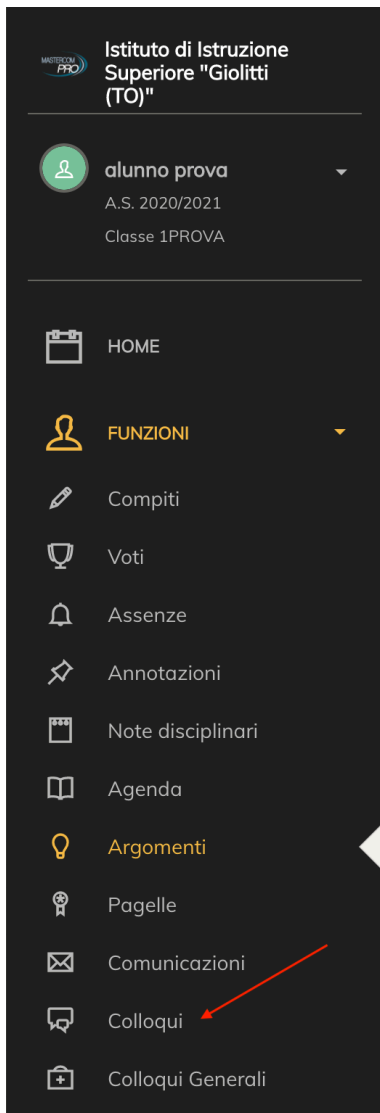 MASTERCOM
PRO
Istituto di Istruzione
Superiore "Giolitti
(TO)"
alunno prova
A.S. 2020/2021
Classe 1PROVA
HOME
FUNZIONI
Compiti
Voti
Assenze
Annotazioni
Note disciplinari
Agenda
Argomenti
Pagelle
Comunicazioni
Colloqui
Colloqui Generali